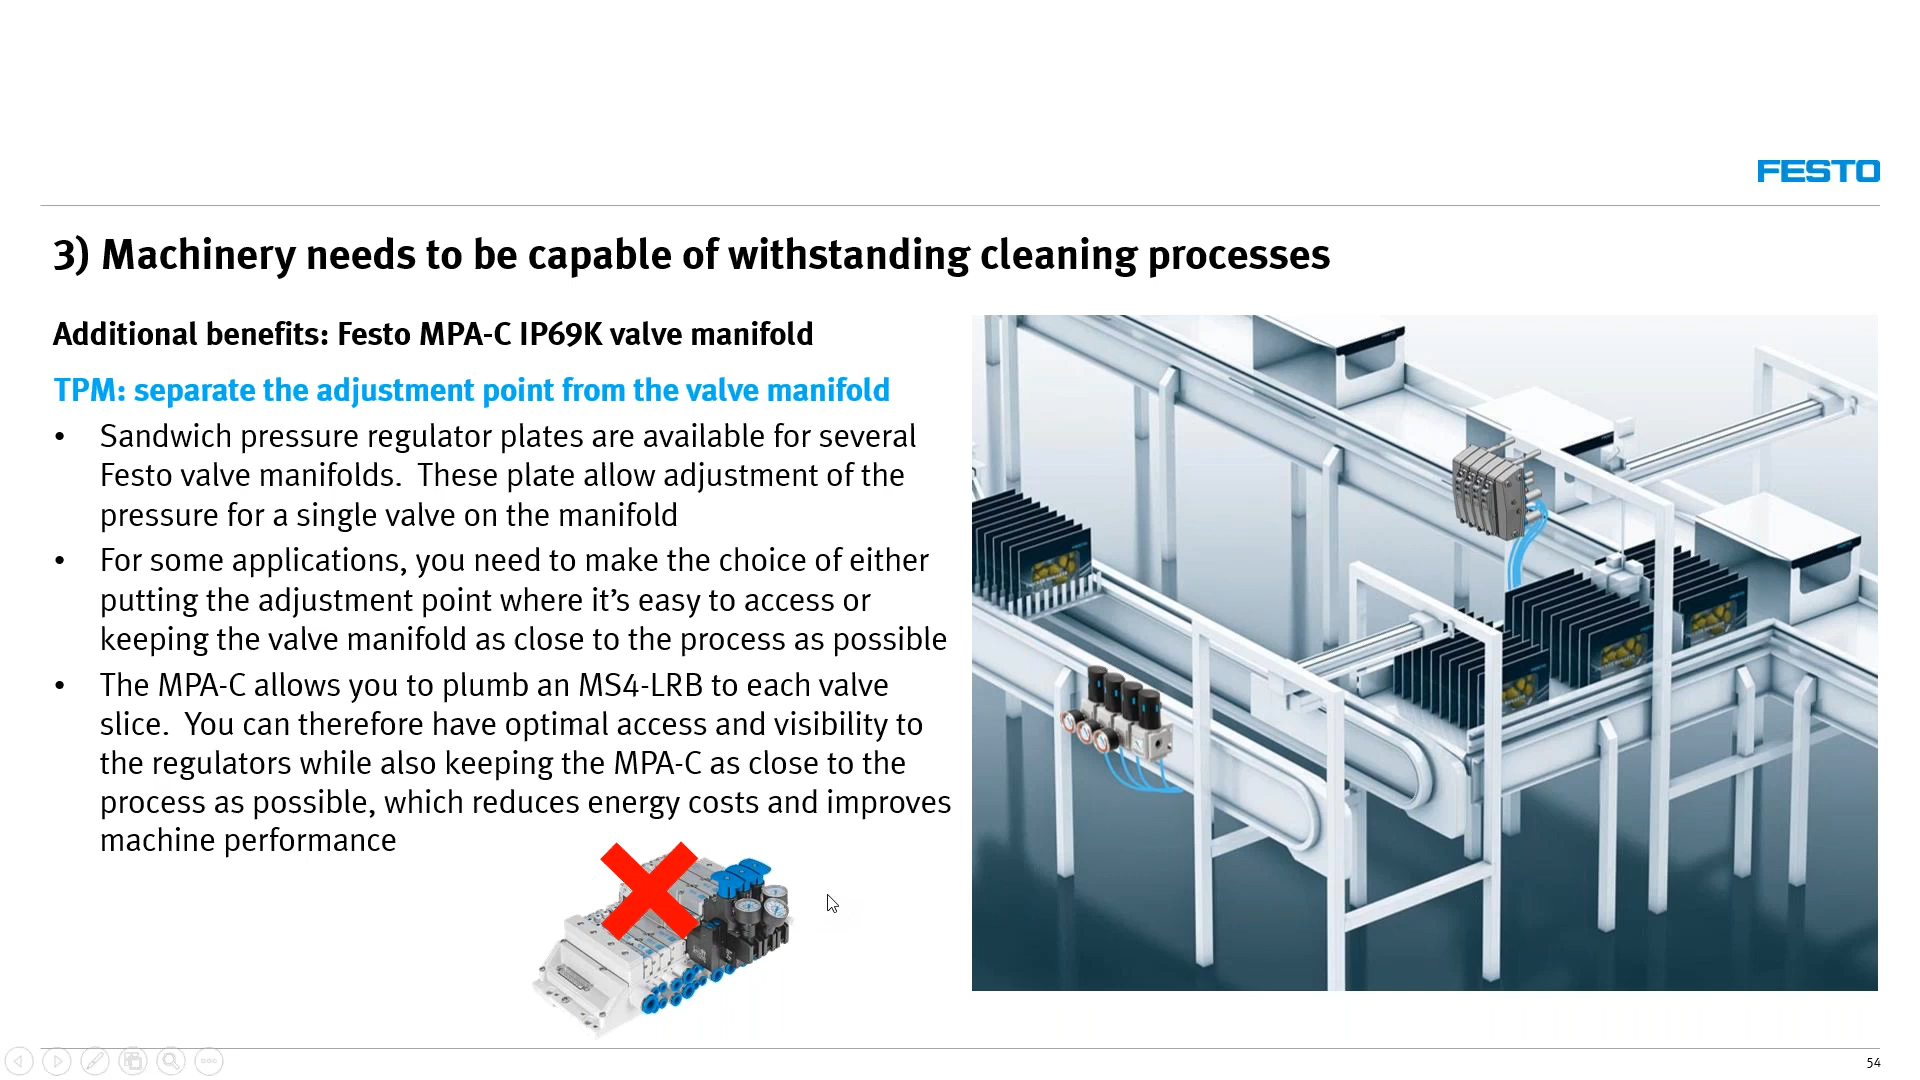 FESTO
3) Machinery needs to be capable of withstanding cleaning processes
Additional benefits: Festo MPA-C IP69K valve manifold
TPM: separate the adjustment point from the valve manifold
• Sandwich pressure regulator plates are available for several
Festo valve manifolds.  These plate allow adjustment of the
pressure for a single valve on the manifold
• For some applications, you need to make the choice of either
putting the adjustment point where it’s easy to access or
keeping the valve manifold as close to the process as possible
• The MPA-C allows you to plumb an MS4-LRB to each valve
slice.  You can therefore have optimal access and visibility to
the regulators while also keeping the MPA-C as close to the
process as possible, which reduces energy costs and improves
machine performance
54